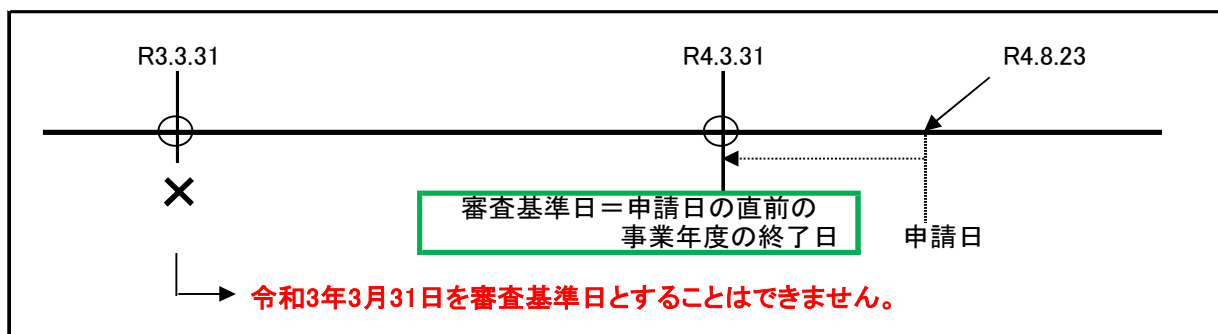 R3.3.31
R4.3.31
R4.8.23
×
審査基準日＝申請日の直前の
事業年度の終了日
申請日
令和3年3月31日を審査基準日とすることはできません。